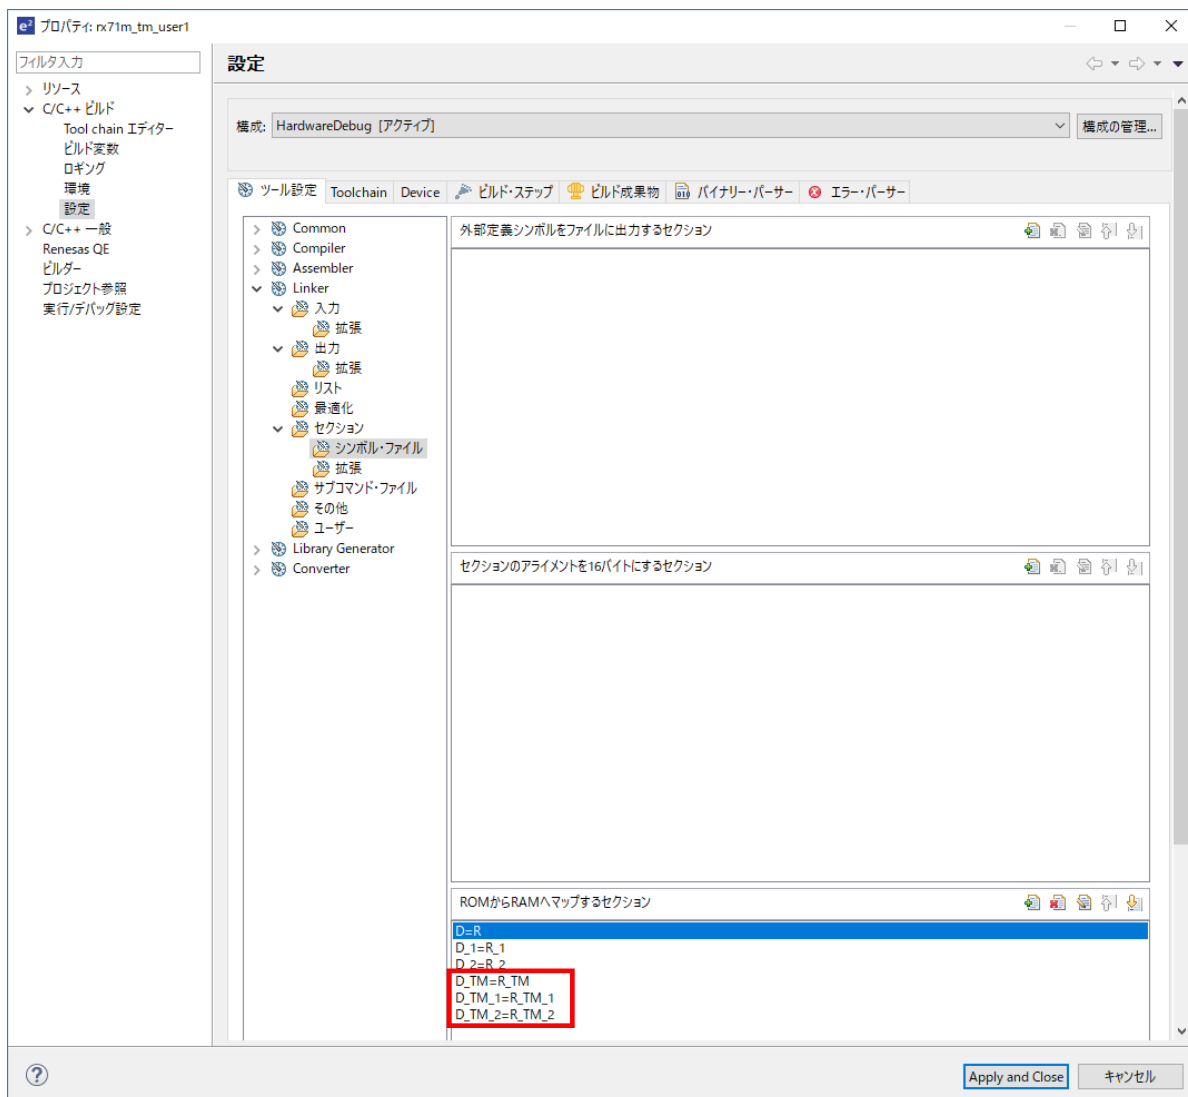 e² プロパティ: rx71m_tm_user1
フィルタ入力
リソース
C/C++ ビルド
Tool chain エディター
ビルド変数
ロギング
環境
設定
C/C++ 一般
Renesas QE
ビルダー
プロジェクト参照
実行/デバッグ設定
設定
構成: HardwareDebug [アクティブ] 構成の管理...
ツール設定 Toolchain Device ビルド・ステップ ビルド成果物 バイナリー・パーサー エラー・パーサー
Common
Compiler
Assembler
Linker
入力
拡張
出力
拡張
リスト
最適化
セクション
シンボル・ファイル
拡張
サブコマンド・ファイル
その他
ユーザー
Library Generator
Converter
外部定義シンボルをファイルに出力するセクション
セクションのアライメントを16バイトにするセクション
ROMからRAMへマップするセクション
D=R
D_1=R_1
D_2=R_2
D_TM=R_TM
D_TM_1=R_TM_1
D_TM_2=R_TM_2
Apply and Close キャンセル